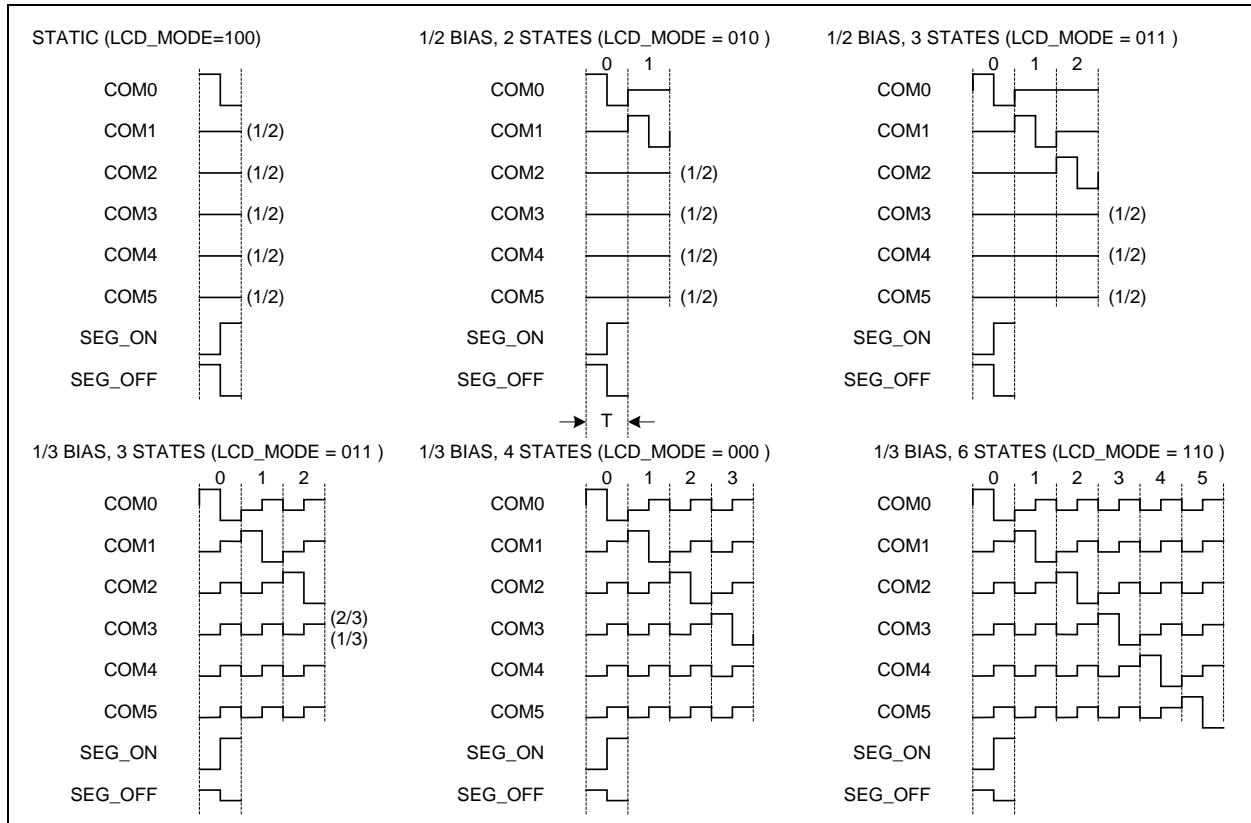 STATIC (LCD_MODE=100)
COM0
COM1 (1/2)
COM2 (1/2)
COM3 (1/2)
COM4 (1/2)
COM5 (1/2)
SEG_ON
SEG_OFF
1/2 BIAS, 2 STATES (LCD_MODE = 010 )
0 1
COM0
COM1
COM2 (1/2)
COM3 (1/2)
COM4 (1/2)
COM5 (1/2)
SEG_ON
SEG_OFF
T
1/2 BIAS, 3 STATES (LCD_MODE = 011 )
0 1 2
COM0
COM1
COM2
COM3 (1/2)
COM4 (1/2)
COM5 (1/2)
SEG_ON
SEG_OFF
1/3 BIAS, 3 STATES (LCD_MODE = 011 )
0 1 2
COM0
COM1
COM2
(2/3)
COM3
(1/3)
COM4
COM5
SEG_ON
SEG_OFF
1/3 BIAS, 4 STATES (LCD_MODE = 000 )
0 1 2 3
COM0
COM1
COM2
COM3
COM4
COM5
SEG_ON
SEG_OFF
1/3 BIAS, 6 STATES (LCD_MODE = 110 )
0 1 2 3 4 5
COM0
COM1
COM2
COM3
COM4
COM5
SEG_ON
SEG_OFF